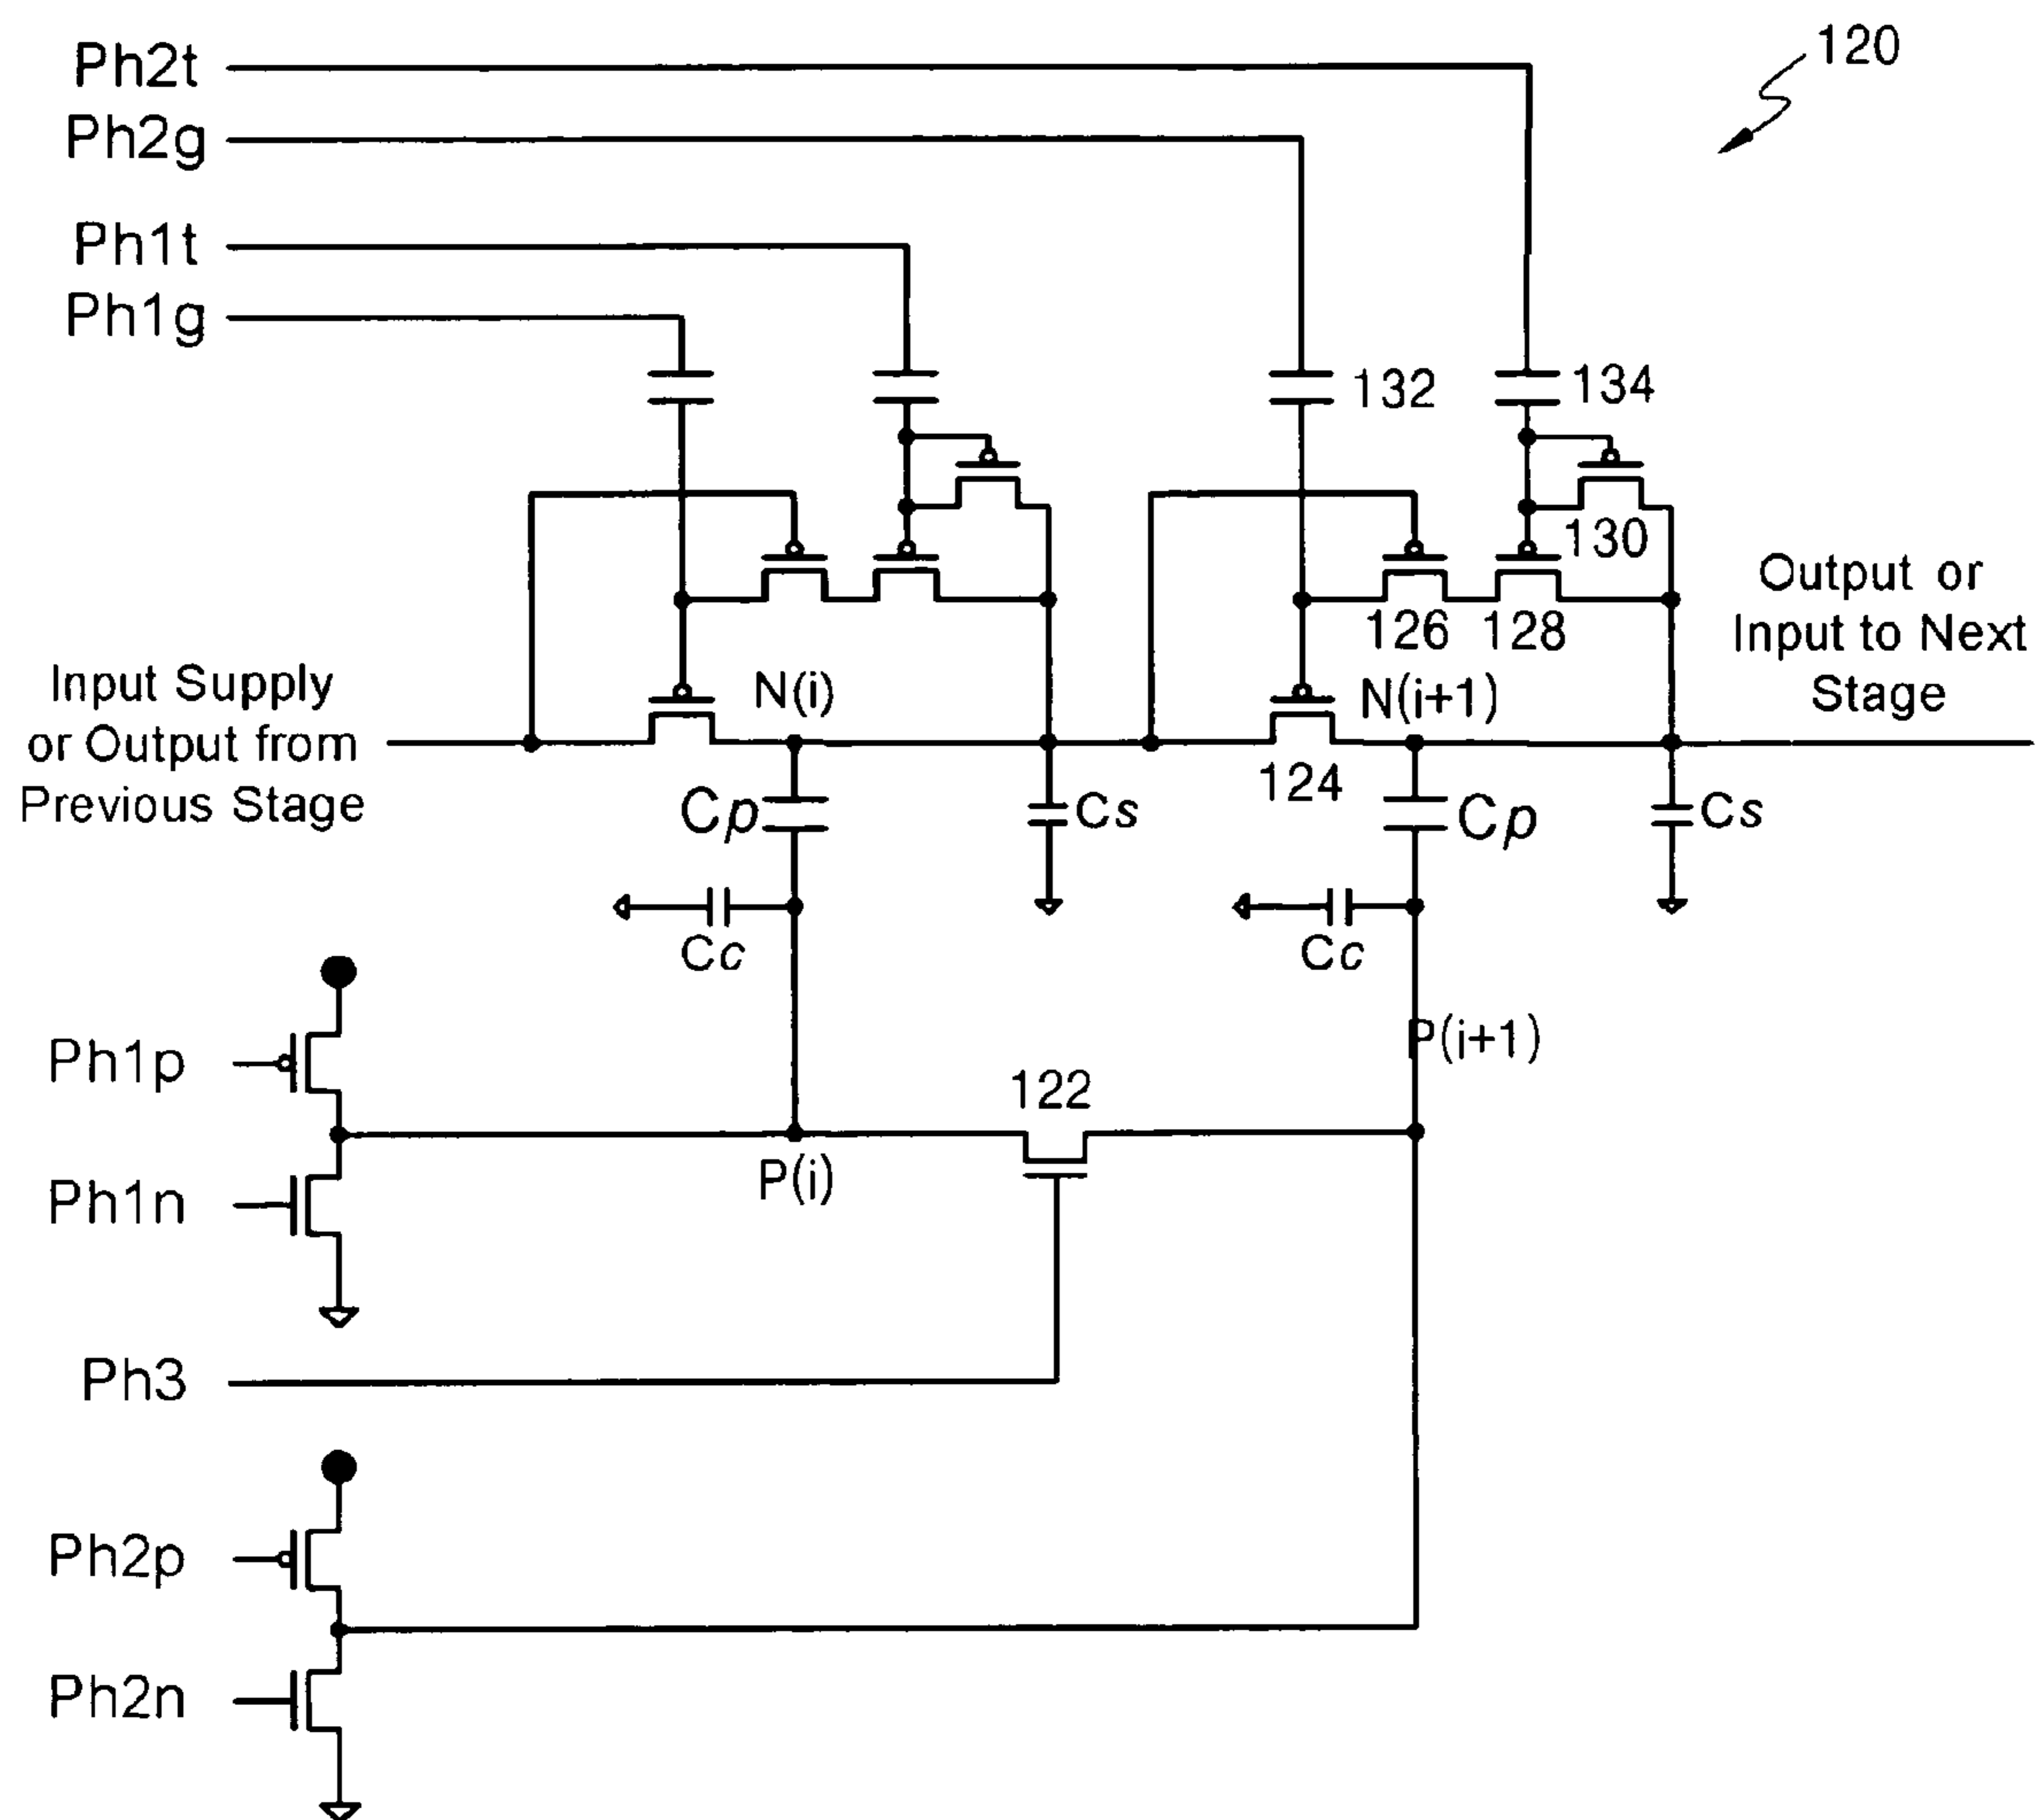 120
Ph2t
Ph2g
Ph1t
Ph1g
132
134
130
126
128
Output or
Input to Next
Stage
Input Supply
or Output from
Previous Stage
N(i)
N(i+1)
124
Cp
Cs
Cp
Cs
Cc
Cc
P(i+1)
Ph1p
122
P(i)
Ph1n
Ph3
Ph2p
Ph2n